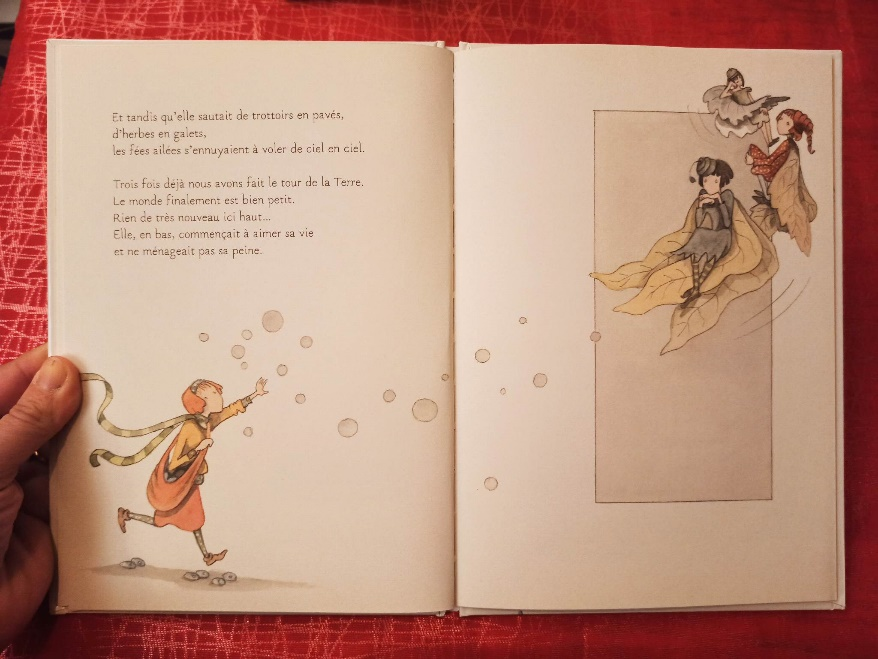 Et tandis qu'elle sautait de trottoirs en pavés,
d'herbes en galets,
les fées ailées s'ennuyaient à voler de ciel en ciel.
Trois fois déjà nous avons fait le tour de la Terre.
Le monde finalement est bien petit.
Rien de très nouveau ici haut...
Elle, en bas, commençait à aimer sa vie
et ne ménageait pas sa peine.